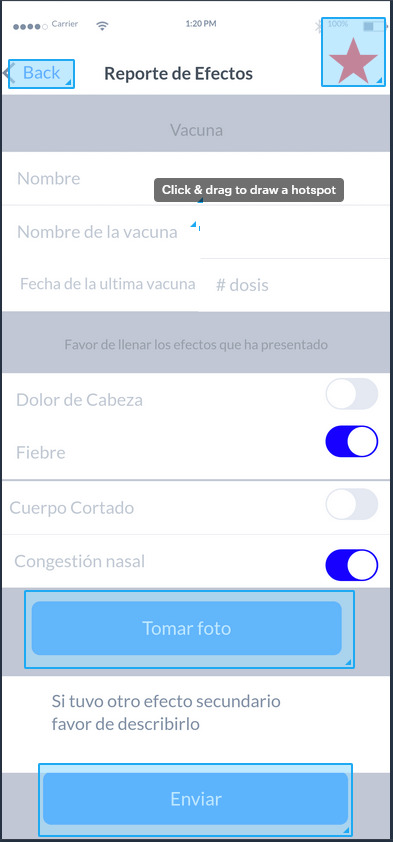 Carrier 1:20 PM 100%
Back Reporte de Efectos
Vacuna
Nombre
Click & drag to draw a hotspot
Nombre de la vacuna
Fecha de la ultima vacuna # dosis
Favor de llenar los efectos que ha presentado
Dolor de Cabeza
Fiebre
Cuerpo Cortado
Congestión nasal
Tomar foto
Si tuvo otro efecto secundario
favor de describirlo
Enviar